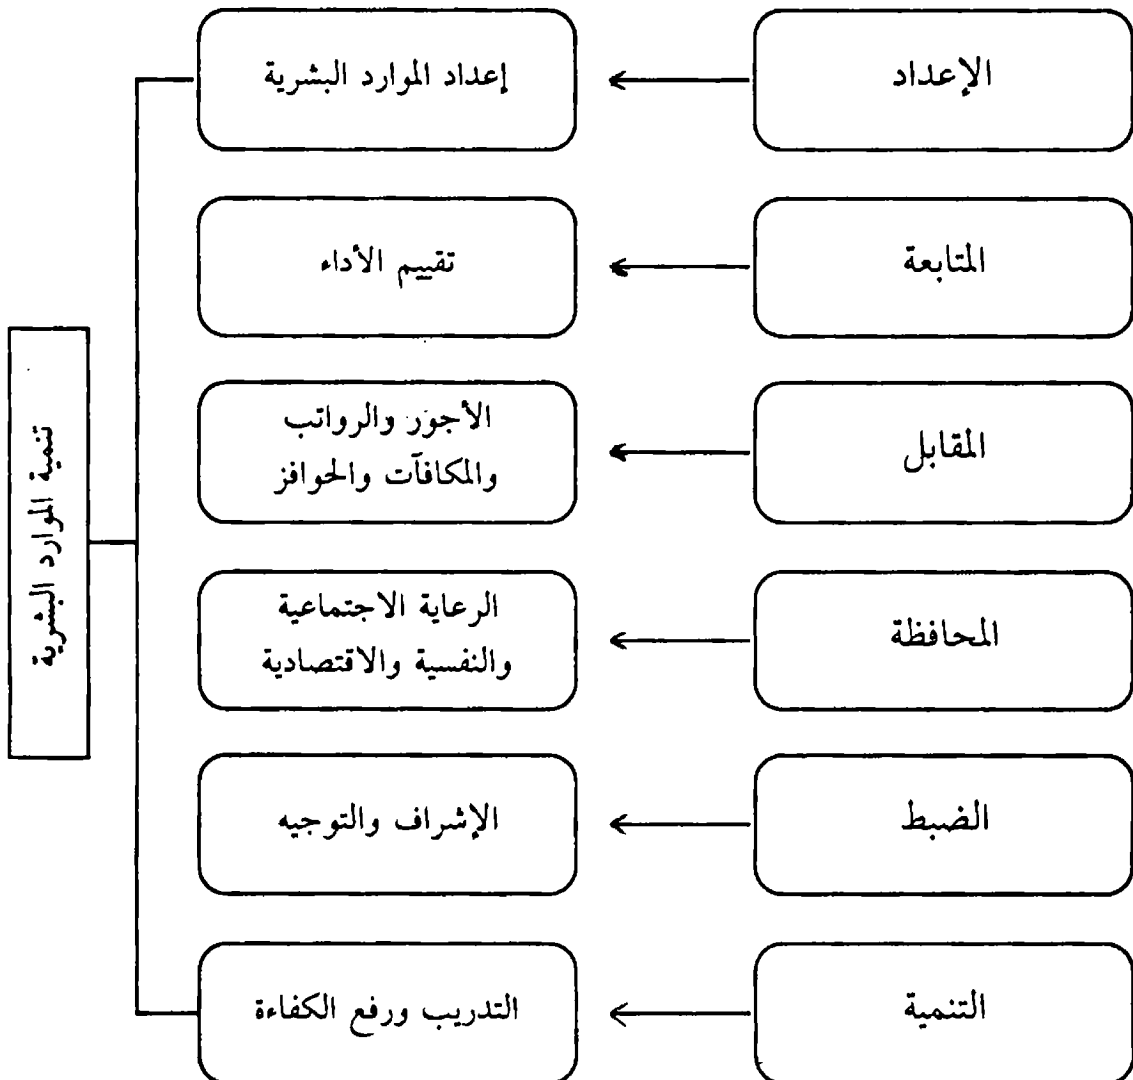 الإعداد
إعداد الموارد البشرية
المتابعة
تقييم الأداء
المقابل
الأجور والرواتب
والمكافآت والحوافز
المحافظة
الرعاية الاجتماعية
والنفسية والاقتصادية
الضبط
الإشراف والتوجيه
التنمية
التدريب ورفع الكفاءة
تنمية الموارد البشرية